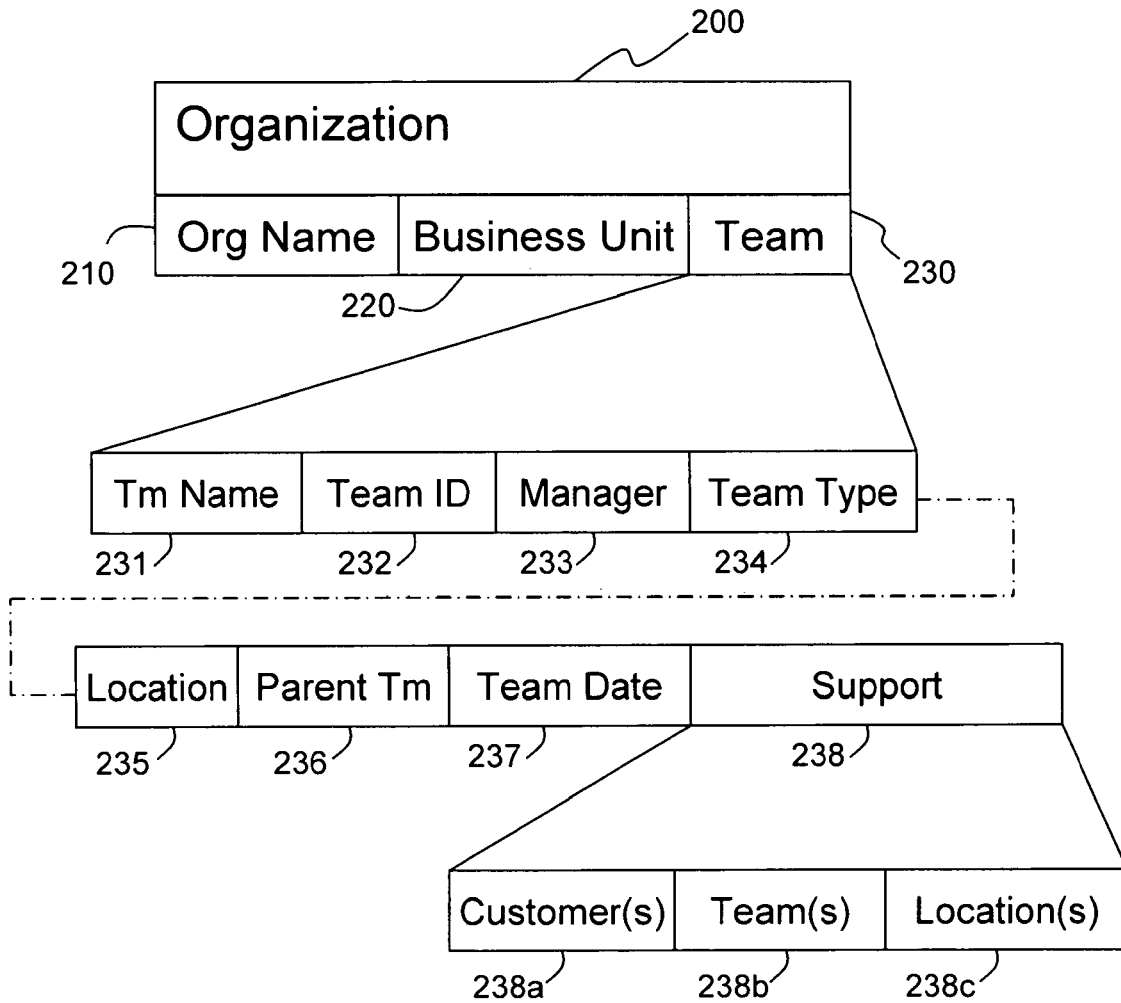 200
Organization
Org Name Business Unit Team
210 220 230
Tm Name Team ID Manager Team Type
231 232 233 234
Location Parent Tm Team Date Support
235 236 237 238
Customer(s) Team(s) Location(s)
238a 238b 238c